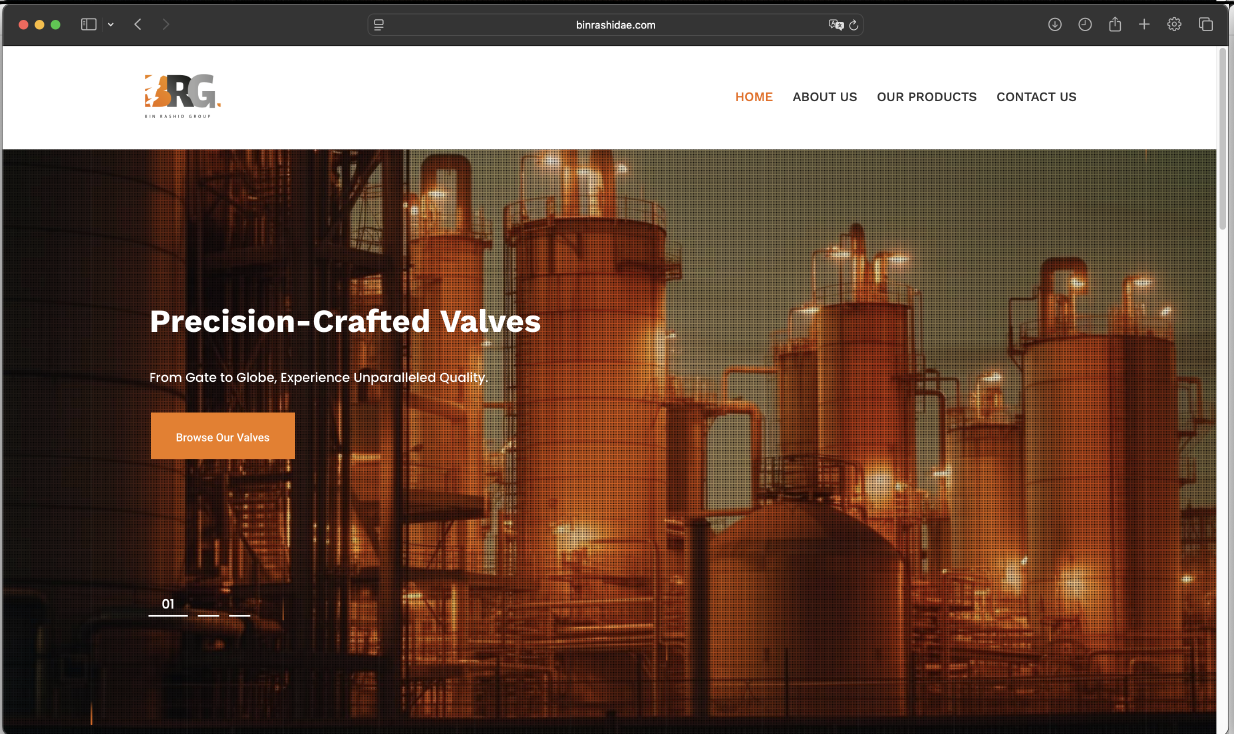 binrashidae.com
BRG.
BIN RASHID GROUP
HOME
ABOUT US
OUR PRODUCTS
CONTACT US
Precision-Crafted Valves
From Gate to Globe, Experience Unparalleled Quality.
Browse Our Valves
01